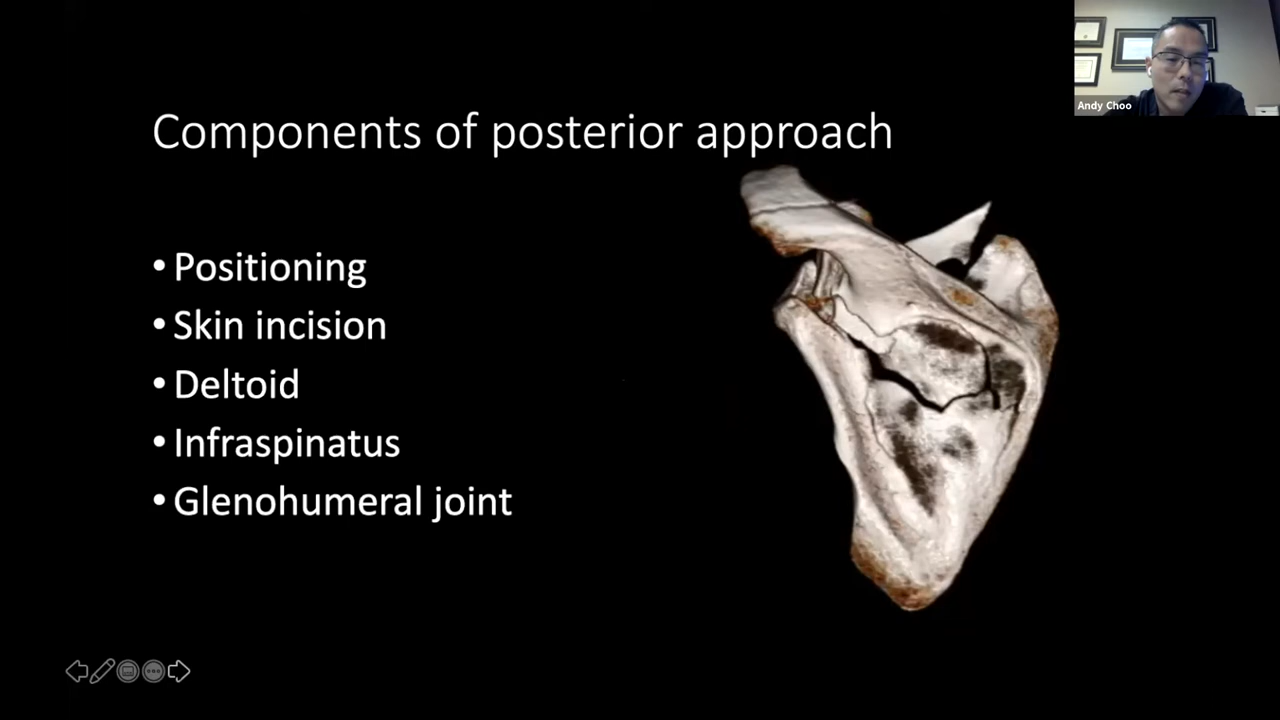 Andy Choo
Components of posterior approach
• Positioning
• Skin incision
• Deltoid
• Infraspinatus
• Glenohumeral joint